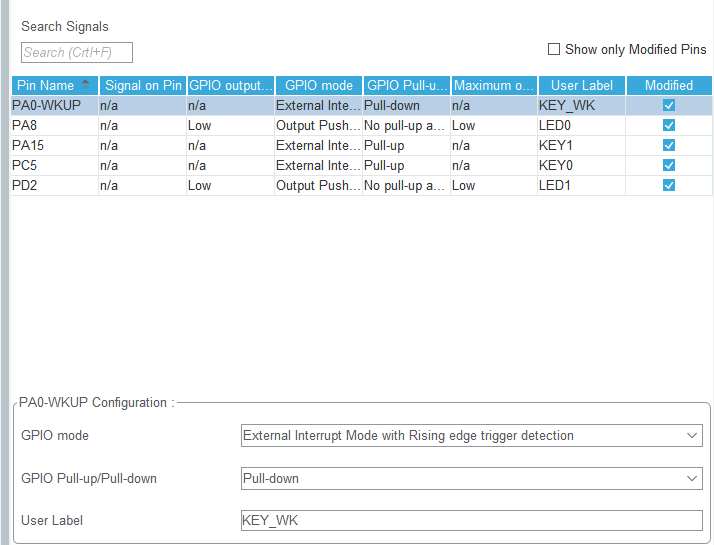 Search Signals
Search (Crtl+F)
Show only Modified Pins
Pin Name Signal on Pin GPIO output... GPIO mode GPIO Pull-u... Maximum o... User Label Modified
PA0-WKUP n/a n/a External Inte... Pull-down n/a KEY_WK
PA8 n/a Low Output Push... No pull-up a... Low LED0
PA15 n/a n/a External Inte... Pull-up n/a KEY1
PC5 n/a n/a External Inte... Pull-up n/a KEY0
PD2 n/a Low Output Push... No pull-up a... Low LED1
PA0-WKUP Configuration :
GPIO mode External Interrupt Mode with Rising edge trigger detection
GPIO Pull-up/Pull-down Pull-down
User Label KEY_WK